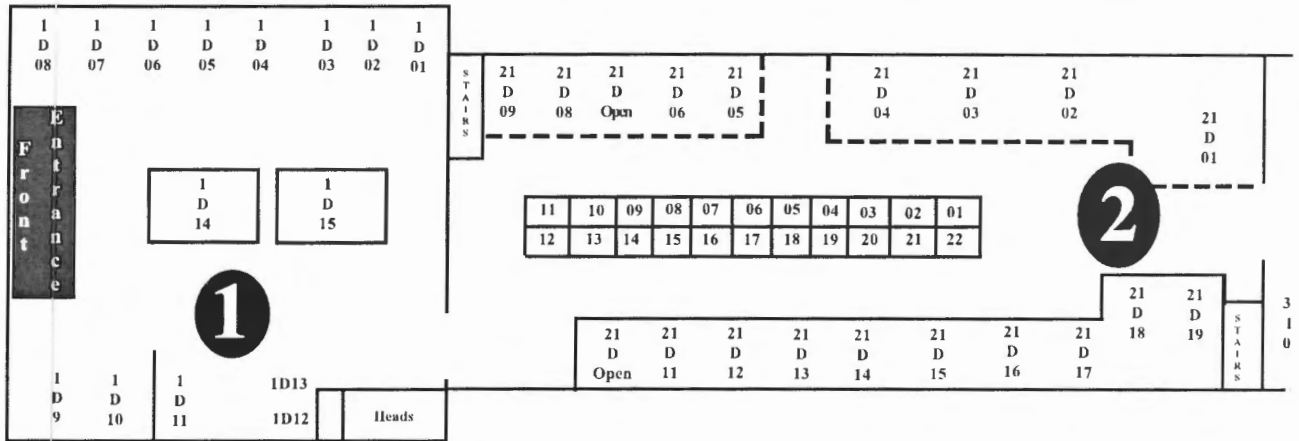 1 1 1 1 1 1 1 1
D D D D D D D D
08 07 06 05 04 03 02 01
STAIRS
21 21 21 21 21
D D D D D
09 08 Open 06 05
21 21 21
D D D
04 03 02
21
D
01
Front
Entrance
1 1
D D
14 15
11 10 09 08 07 06 05 04 03 02 01
12 13 14 15 16 17 18 19 20 21 22
2
1
21 21
D D
18 19
STAIRS
310
21 21 21 21 21 21 21 21
D D D D D D D D
Open 11 12 13 14 15 16 17
1 1 1
D D D
9 10 11
1D13
1D12
Heads